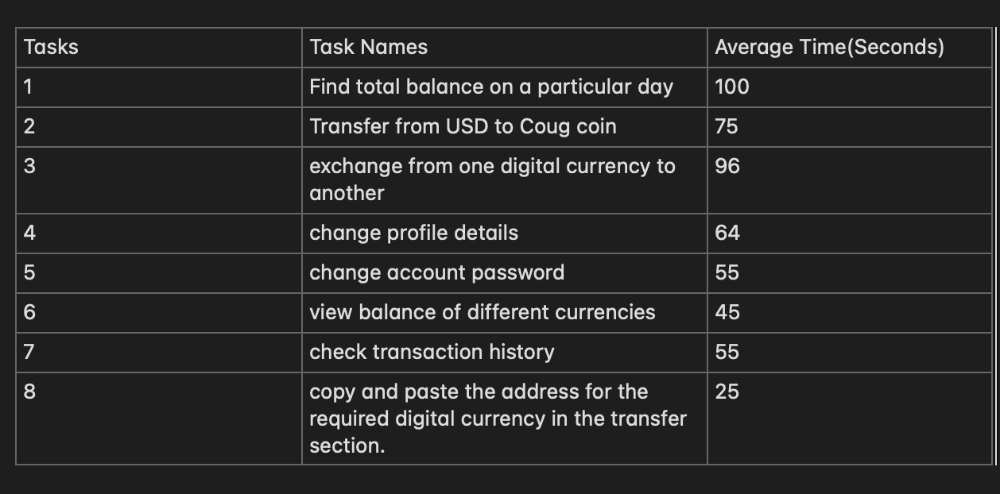 Tasks Task Names Average Time(Seconds)
1 Find total balance on a particular day 100
2 Transfer from USD to Coug coin 75
3 exchange from one digital currency to 96
another
4 change profile details 64
5 change account password 55
6 view balance of different currencies 45
7 check transaction history 55
8 copy and paste the address for the 25
required digital currency in the transfer
section.